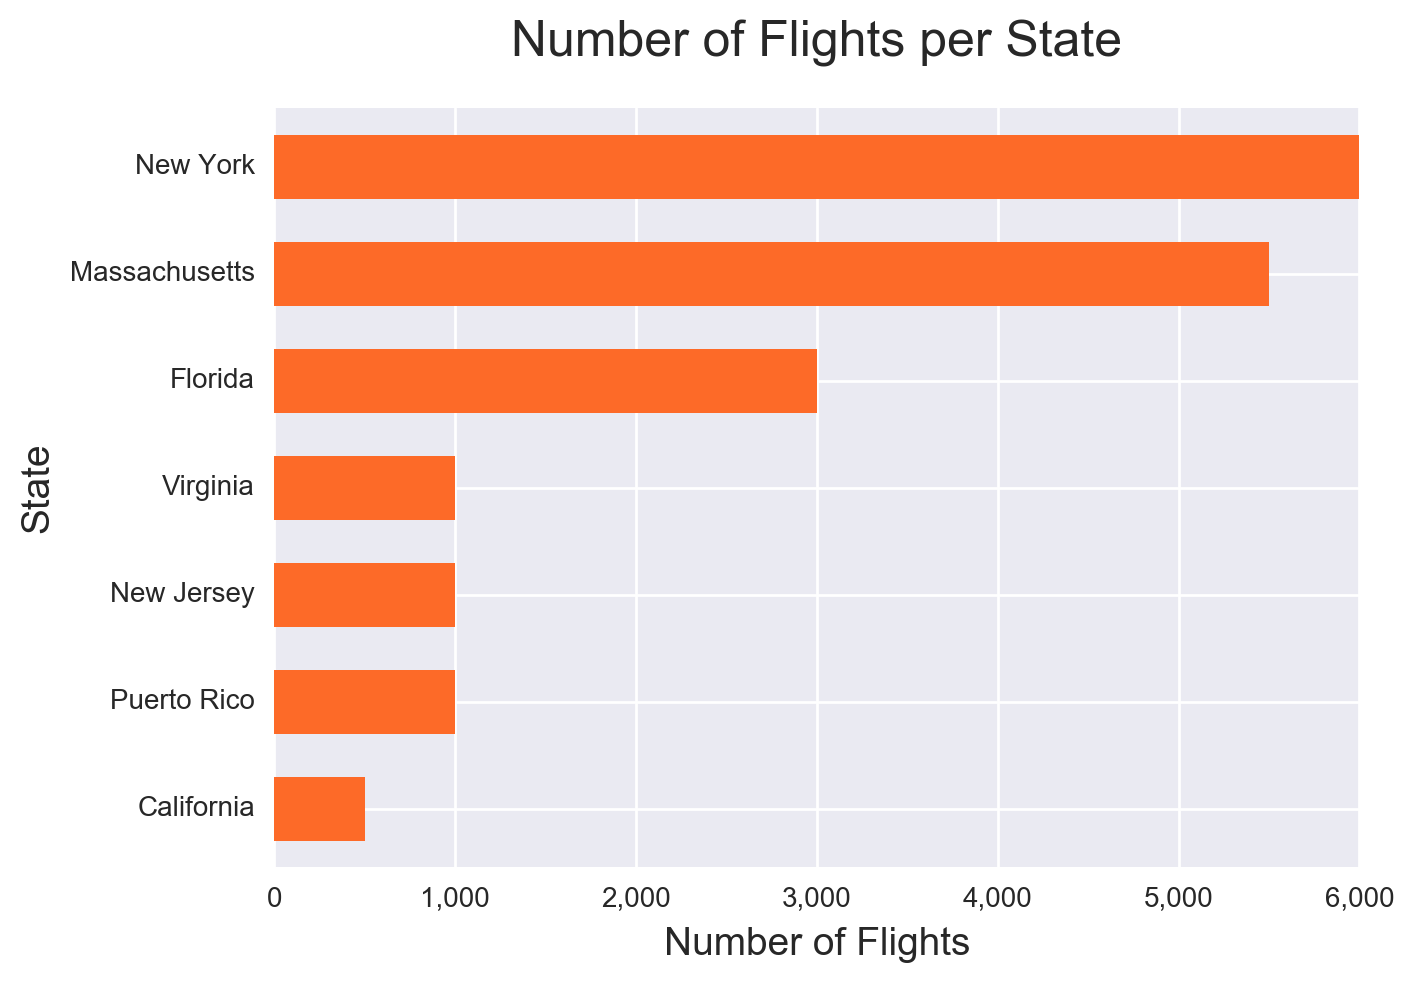 Number of Flights per State
New York
Massachusetts
Florida
Virginia
New Jersey
Puerto Rico
California
State
0 1,000 2,000 3,000 4,000 5,000 6,000
Number of Flights